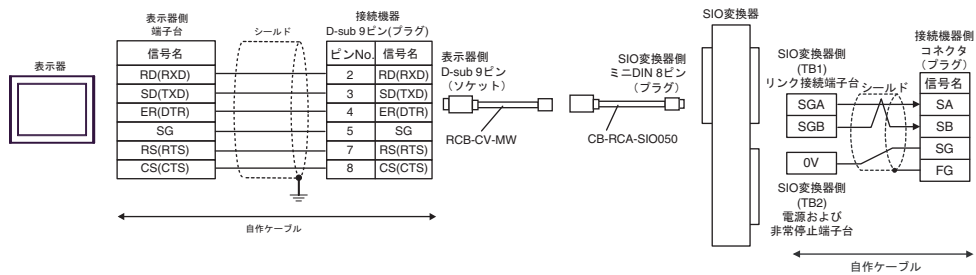 表示器
表示器側
端子台
信号名
RD(RXD)
SD(TXD)
ER(DTR)
SG
RS(RTS)
CS(CTS)
シールド
接続機器
D-sub 9ピン(プラグ)
ピンNo. 信号名
2 RD(RXD)
3 SD(TXD)
4 ER(DTR)
5 SG
7 RS(RTS)
8 CS(CTS)
自作ケーブル
表示器側
D-sub 9ピン
(ソケット)
RCB-CV-MW
SIO変換器側
ミニDIN 8ピン
(プラグ)
CB-RCA-SIO050
SIO変換器
SIO変換器側
(TB1)
リンク接続端子台
SGA
SGB
0V
SIO変換器側
(TB2)
電源および
非常停止端子台
シールド
接続機器側
コネクタ
(プラグ)
信号名
SA
SB
SG
FG
自作ケーブル